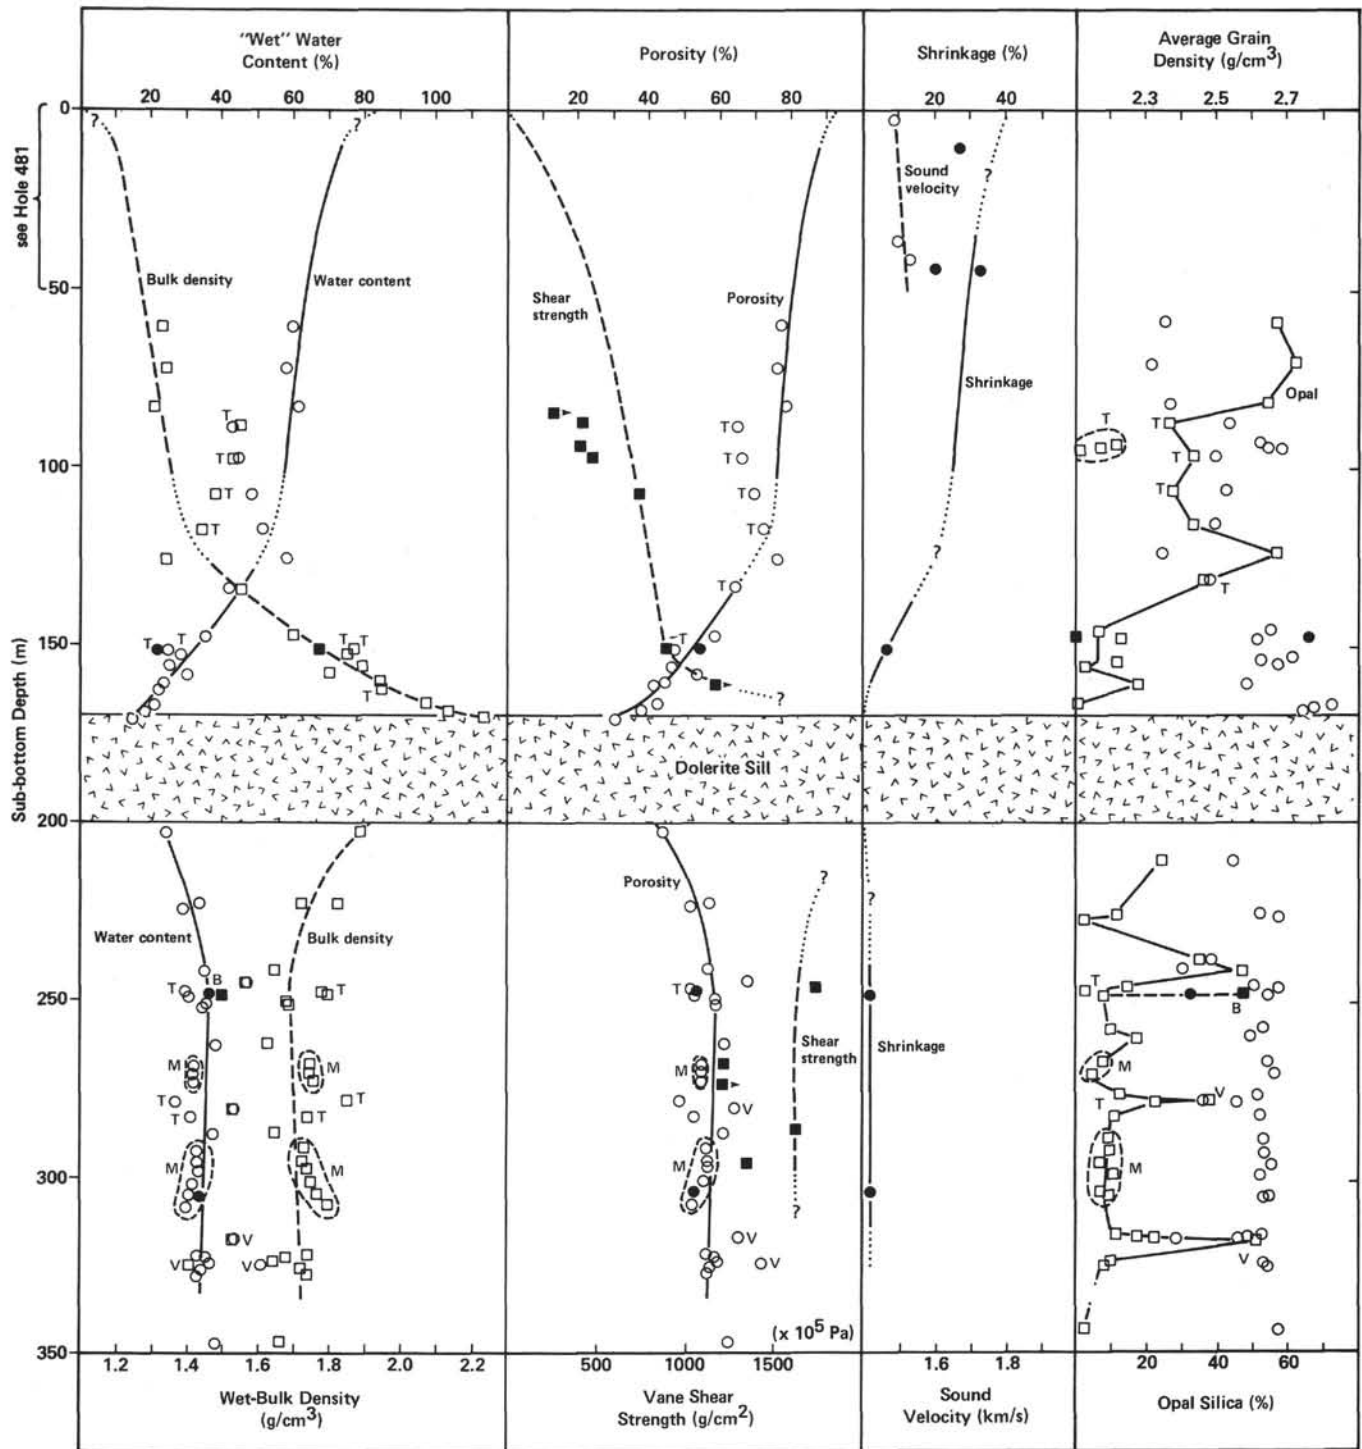 "Wet" Water
Content (%)
Porosity (%)
Shrinkage (%)
Average Grain
Density (g/cm3)
20 40 60 80 100
20 40 60 80
20 40
2.3 2.5 2.7
0
50
100
150
200
250
300
350
see Hole 481
Sub-bottom Depth (m)
? ?
Bulk density
Water content
T
T
T
T
T T
T T
T
Shear
strength
Porosity
T
T
T
T
T
T
?
Sound
velocity
?
Shrinkage
?
Opal
T
T
T
T
T
Dolerite Sill
Water content
Bulk density
B
T T
M M
T T
T T
M M
V
V V
Porosity
?
T
Shear
strength
M
V
M
?
V
V
(x 105 Pa)
?
Shrinkage
T
B
M
V
T
M
V
1.2 1.4 1.6 1.8 2.0 2.2
500 1000 1500
1.6 1.8
20 40 60
Wet-Bulk Density
(g/cm3)
Vane Shear
Strength (g/cm2)
Sound
Velocity (km/s)
Opal Silica (%)